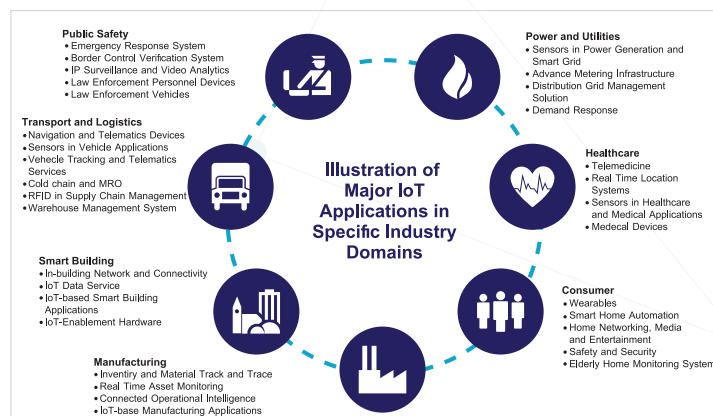 Public Safety
• Emergency Response System
• Border Control Verification System
• IP Surveillance and Video Analytics
• Law Enforcement Personnel Devices
• Law Enforcement Vehicles
Power and Utilities
• Sensors in Power Generation and
Smart Grid
• Advance Metering Infrastructure
• Distribution Grid Management
Solution
• Demand Response
Transport and Logistics
• Navigation and Telematics Devices
• Sensors in Vehicle Applications
• Vehecle Tracking and Telematics
Services
• Cold chain and MRO
• RFID in Supply Chain Management
• Warehouse Management System
Illustration of
Major IoT
Applications in
Specific Industry
Domains
Healthcare
• Telemedicine
• Real Time Location
Systems
• Sensors in Healthcare
and Medical Applications
• Medecal Devices
Smart Building
• In-building Network and Connectivity
• IoT Data Service
• IoT-based Smart Building
Applications
• IoT-Enablement Hardware
Consumer
• Wearables
• Smart Home Automation
• Home Networking, Media
and Entertainment
• Safety and Security
• Elderly Home Monitoring System
Manufacturing
• Inventiry and Material Track and Trace
• Real Time Asset Monitoring
• Connected Operational Intelligence
• IoT-base Manufacturing Applications